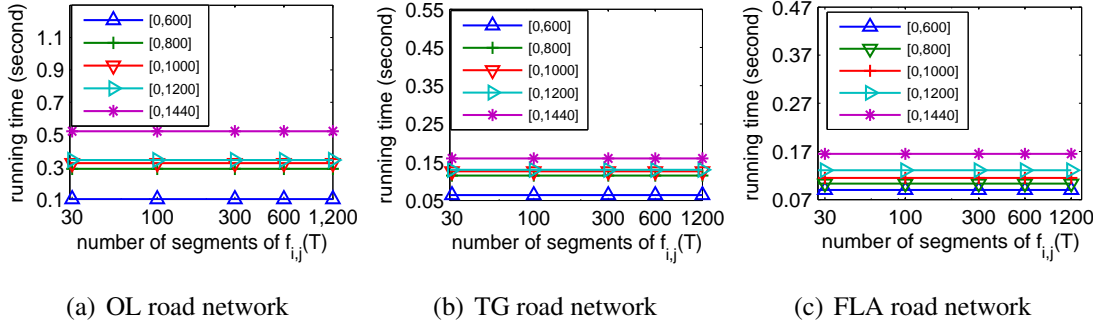 running time (second)
1.3
1.1
0.9
0.7
0.5
0.3
0.1
[0,600]
[0,800]
[0,1000]
[0,1200]
[0,1440]
30 100 300 600 1,200
number of segments of f_{i,j}(T)
(a) OL road network
running time (second)
0.55
0.45
0.35
0.25
0.15
0.05
[0,600]
[0,800]
[0,1000]
[0,1200]
[0,1440]
30 100 300 600 1200
number of segments of f_{i,j}(T)
(b) TG road network
running time (second)
0.47
0.37
0.27
0.17
0.07
[0,600]
[0,800]
[0,1000]
[0,1200]
[0,1440]
30 100 300 600 1200
number of segments of f_{i,j}(T)
(c) FLA road network